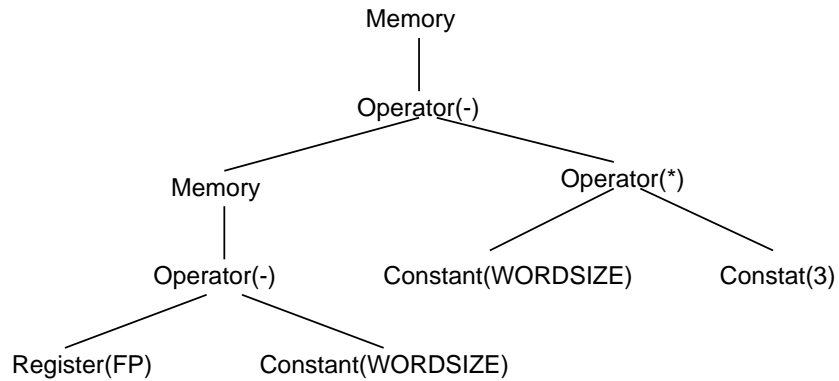 Memory
Operator(-)
Memory
Operator(*)
Operator(-)
Constant(WORDSIZE)
Constat(3)
Register(FP)
Constant(WORDSIZE)